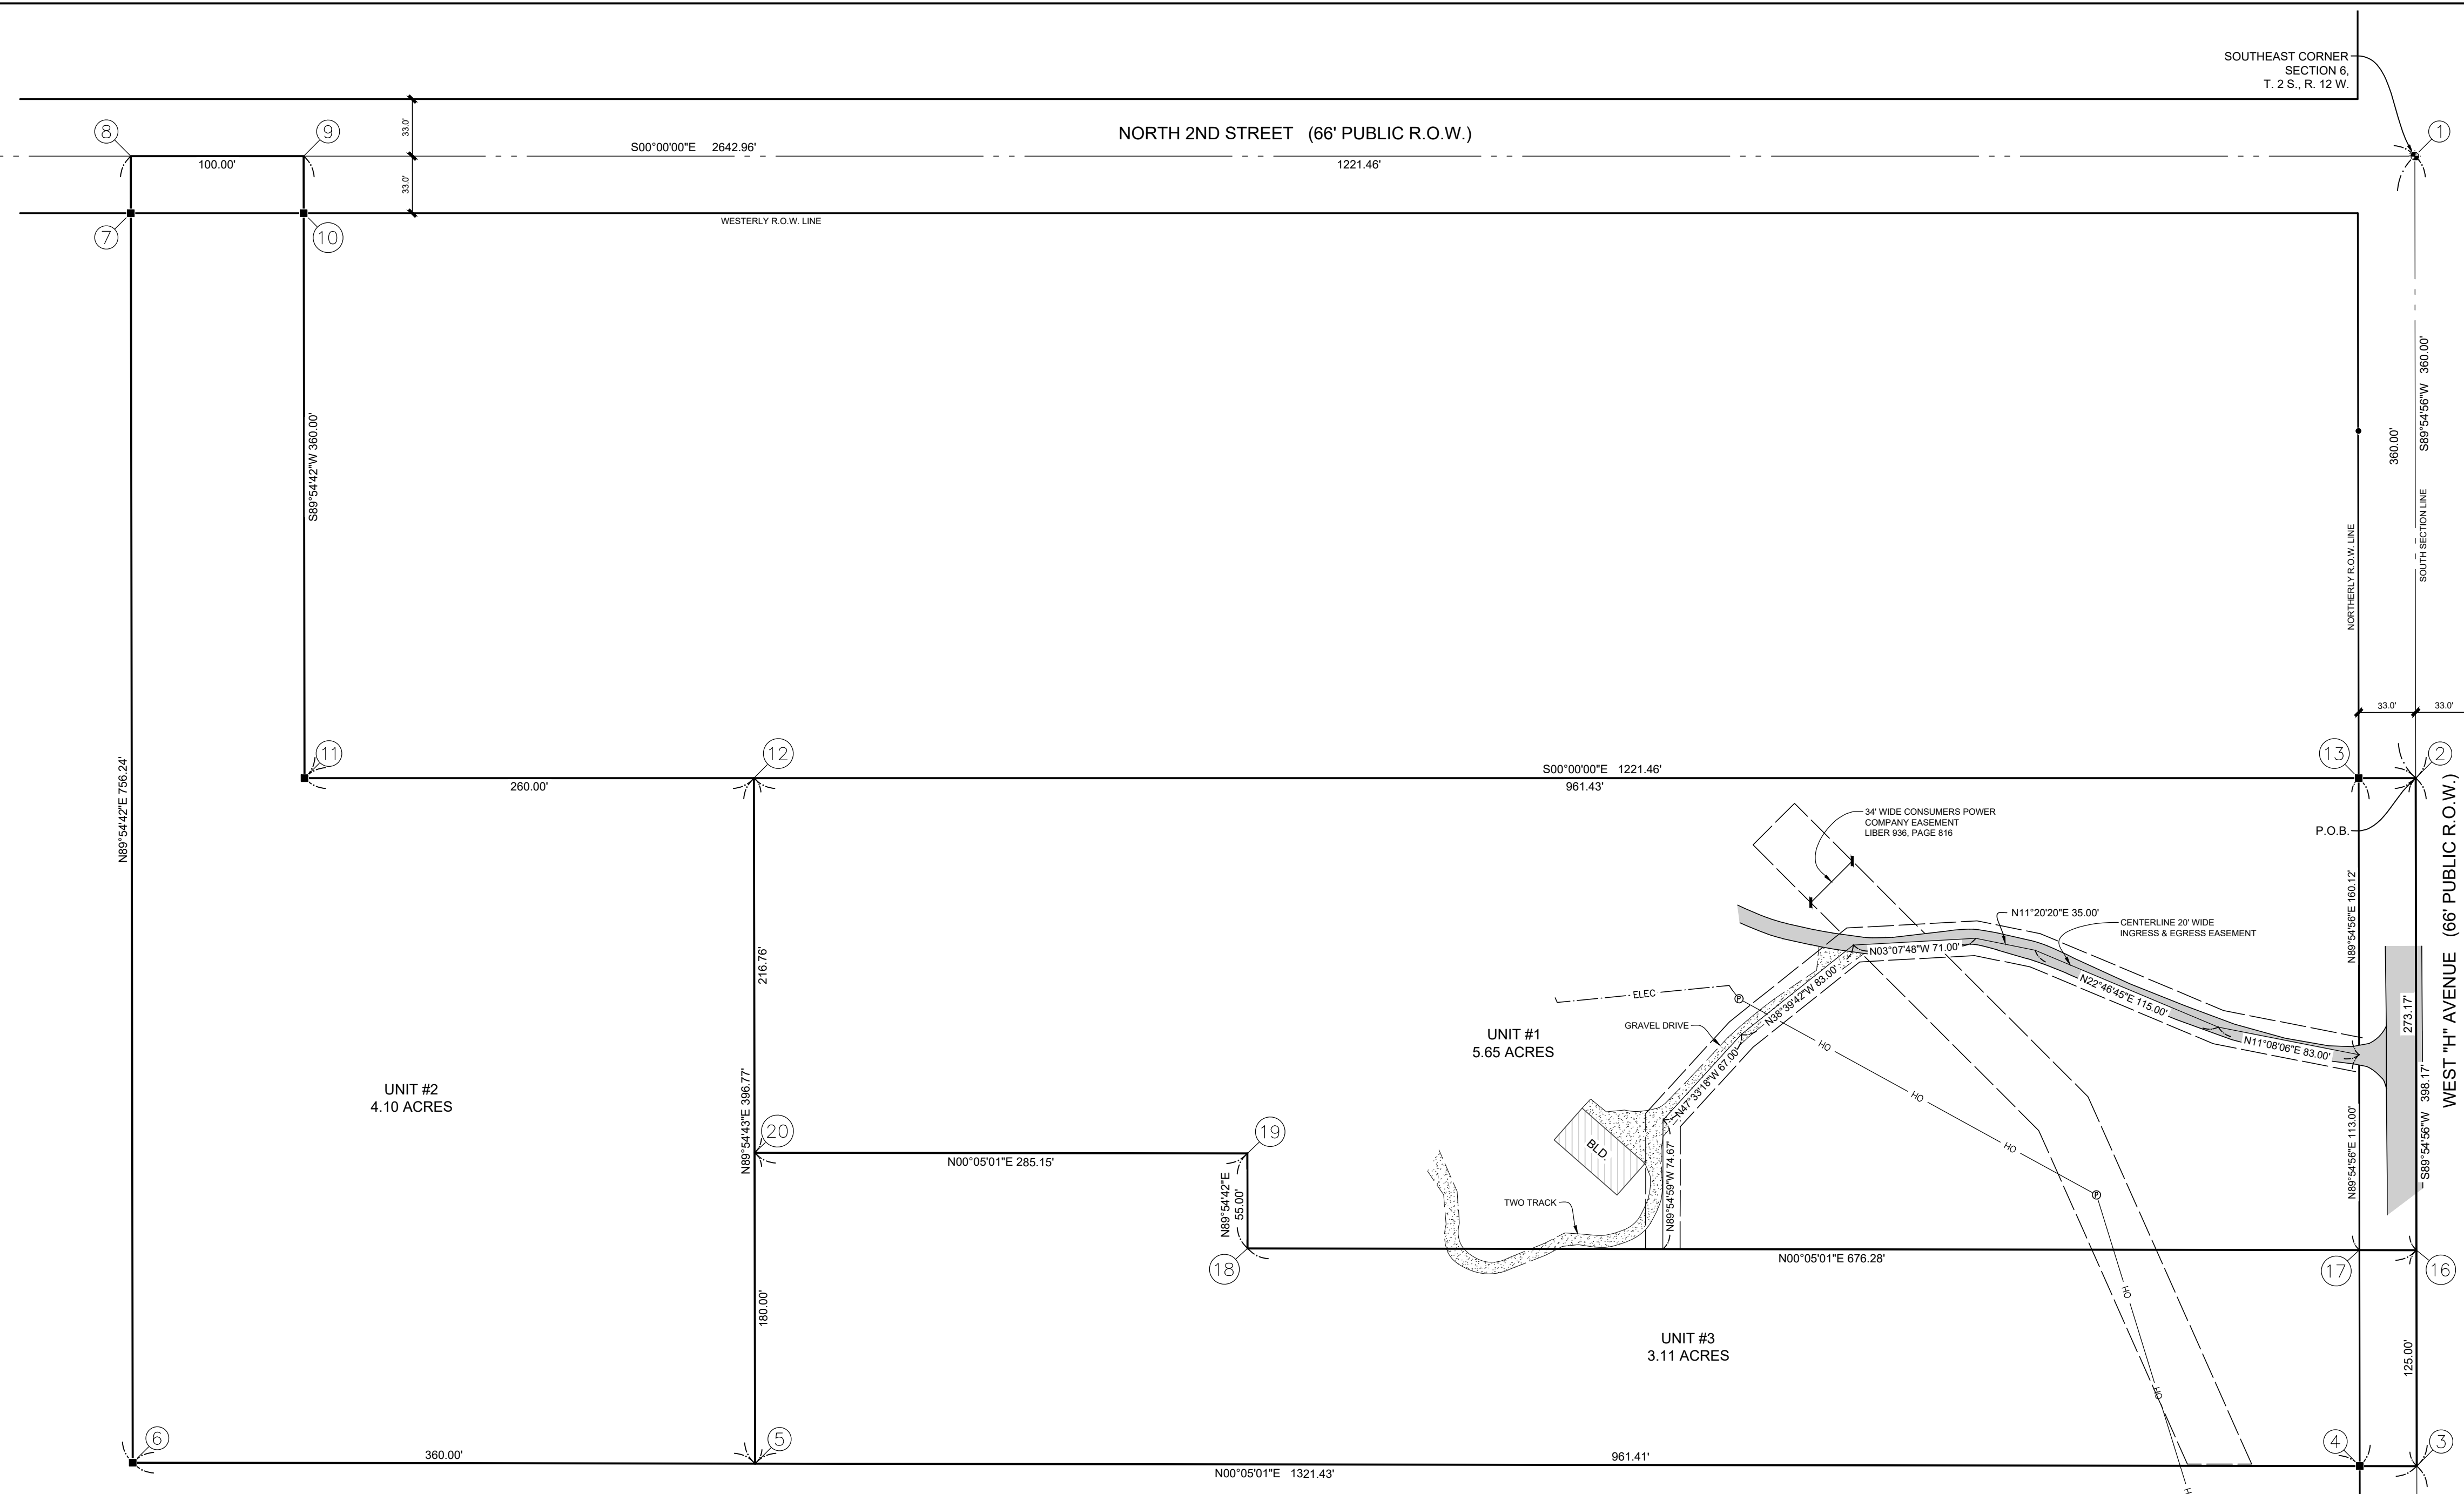 SOUTHEAST CORNER
SECTION 6,
T. 2 S., R. 12 W.
1
8
9
33.0'
NORTH 2ND STREET (66' PUBLIC R.O.W.)
S00°00'00"E 2642.96'
100.00'
1221.46'
33.0'
WESTERLY R.O.W. LINE
7
10
S89°54'42"W 360.00'
S89°54'56"W 360.00'
360.00'
SOUTH SECTION LINE
NORTHERLY R.O.W. LINE
33.0'
33.0'
11
12
13
2
N89°54'42"E 756.24'
260.00'
S00°00'00"E 1221.46'
961.43'
34' WIDE CONSUMERS POWER
COMPANY EASEMENT
LIBER 936, PAGE 816
P.O.B.
WEST "H" AVENUE (66' PUBLIC R.O.W.)
N89°54'56"E 160.12'
N11°20'20"E 35.00'
CENTERLINE 20' WIDE
INGRESS & EGRESS EASEMENT
216.76'
N03°07'48"W 71.00'
N38°39'42"W 83.00'
N22°46'45"E 115.00'
ELEC
P
273.17'
GRAVEL DRIVE
UNIT #1
5.65 ACRES
OH
N11°08'06"E 83.00'
N47°33'18"W 67.00'
UNIT #2
4.10 ACRES
N89°54'43"E 396.77'
OH
S89°54'56"W 398.17'
N89°54'56"E 113.00'
20
19
BLD.
OH
N00°05'01"E 285.15'
N89°54'59"W 74.67'
N89°54'42"E
55.00'
TWO TRACK
P
18
N00°05'01"E 676.28'
17
16
180.00'
OH
UNIT #3
3.11 ACRES
125.00'
OH
6
5
4
3
360.00'
961.41'
N00°05'01"E 1321.43'